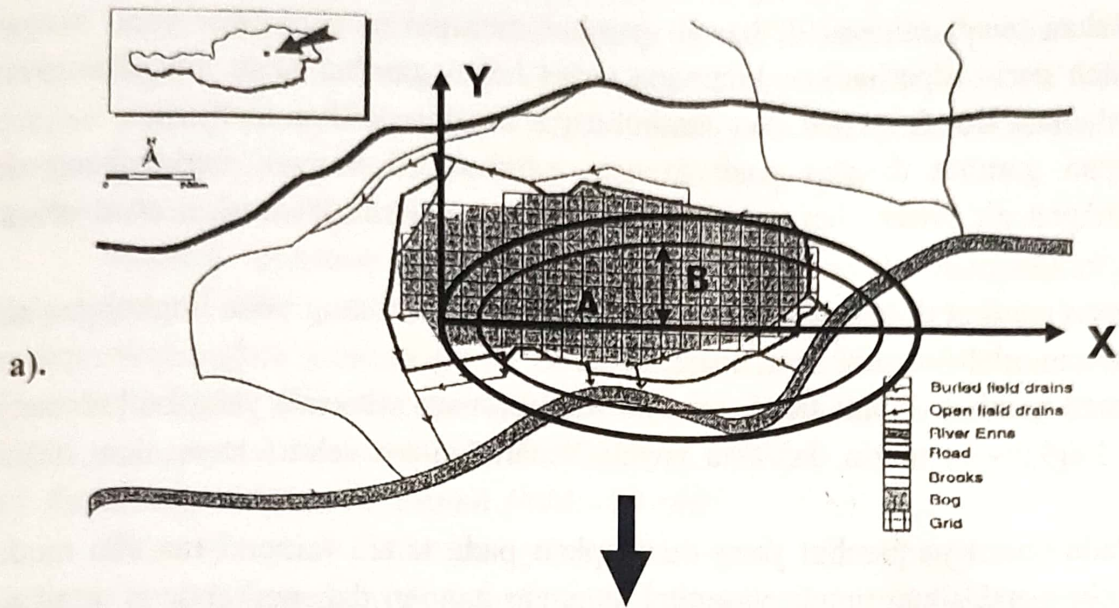 Y
B
A
X
a).
Buried field drains
Open field drains
River Enns
Road
Brooks
Bog
Grid